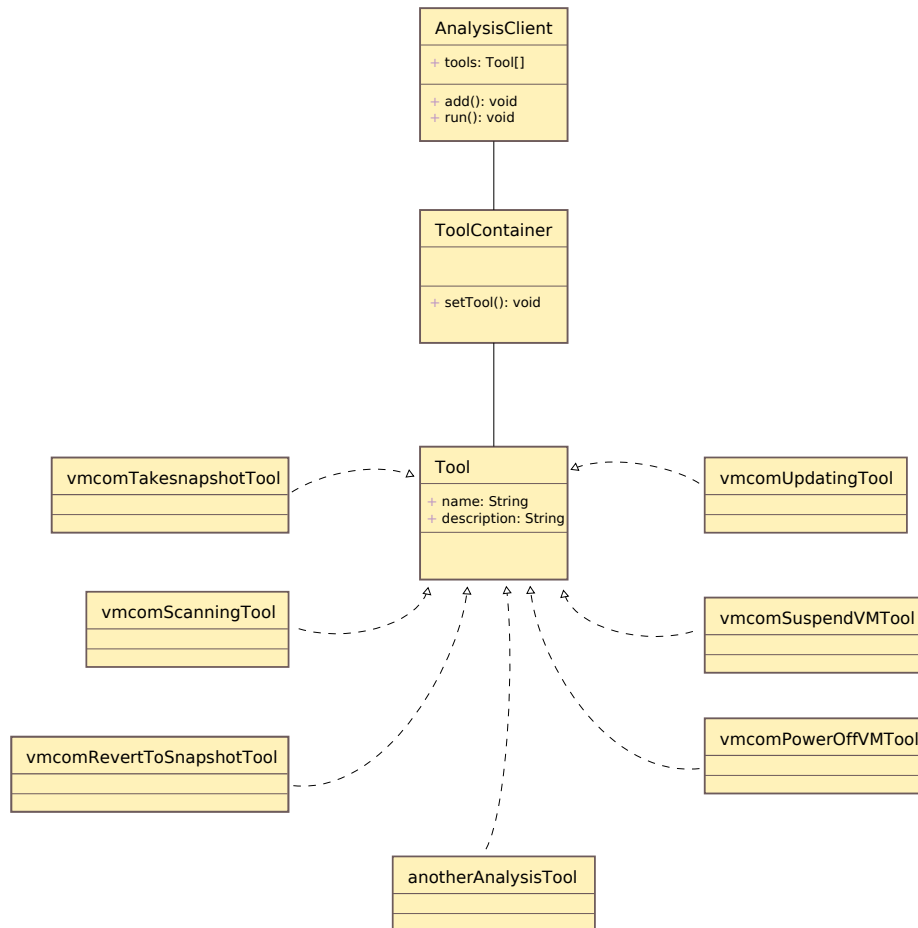 AnalysisClient
+ tools: Tool[]
+ add(): void
+ run(): void
ToolContainer
+ setTool(): void
vmcomTakesnapshotTool
Tool
+ name: String
+ description: String
vmcomUpdatingTool
vmcomScanningTool
vmcomSuspendVMTool
vmcomRevertToSnapshotTool
vmcomPowerOffVMTool
anotherAnalysisTool